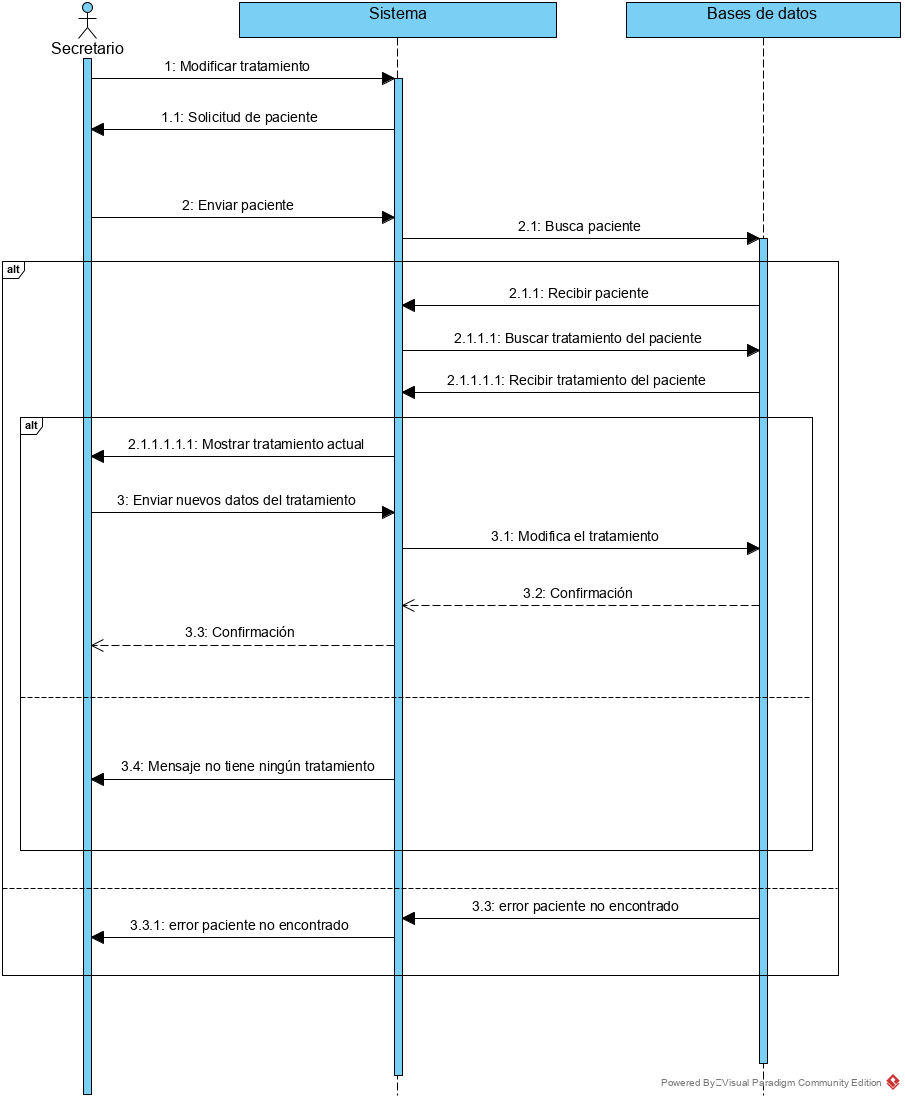 Sistema
Bases de datos
Secretario
1: Modificar tratamiento
1.1: Solicitud de paciente
2: Enviar paciente
2.1: Busca paciente
alt
2.1.1: Recibir paciente
2.1.1.1: Buscar tratamiento del paciente
2.1.1.1.1: Recibir tratamiento del paciente
alt
2.1.1.1.1.1: Mostrar tratamiento actual
3: Enviar nuevos datos del tratamiento
3.1: Modifica el tratamiento
3.2: Confirmación
3.3: Confirmación
3.4: Mensaje no tiene ningún tratamiento
3.3: error paciente no encontrado
3.3.1: error paciente no encontrado
Powered By Visual Paradigm Community Edition